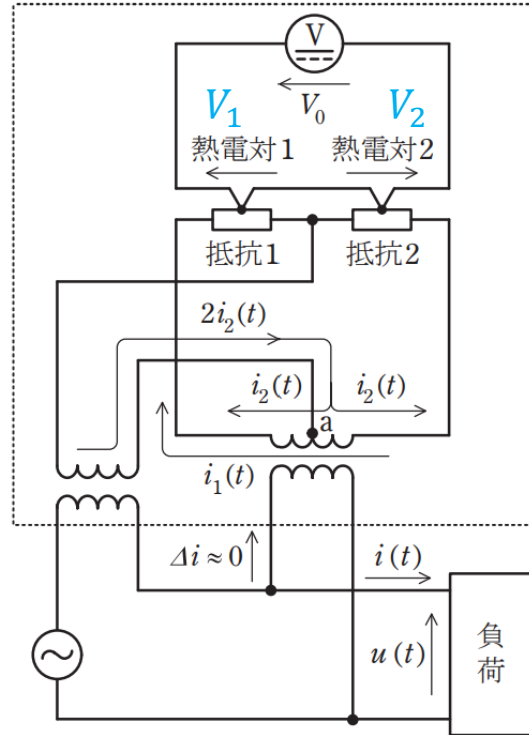 V
V₀
V₁ V₂
熱電対1 熱電対2
抵抗1 抵抗2
2i₂(t)
i₂(t) i₂(t)
a
i₁(t)
Δi≈0 i(t)
u(t) 負荷